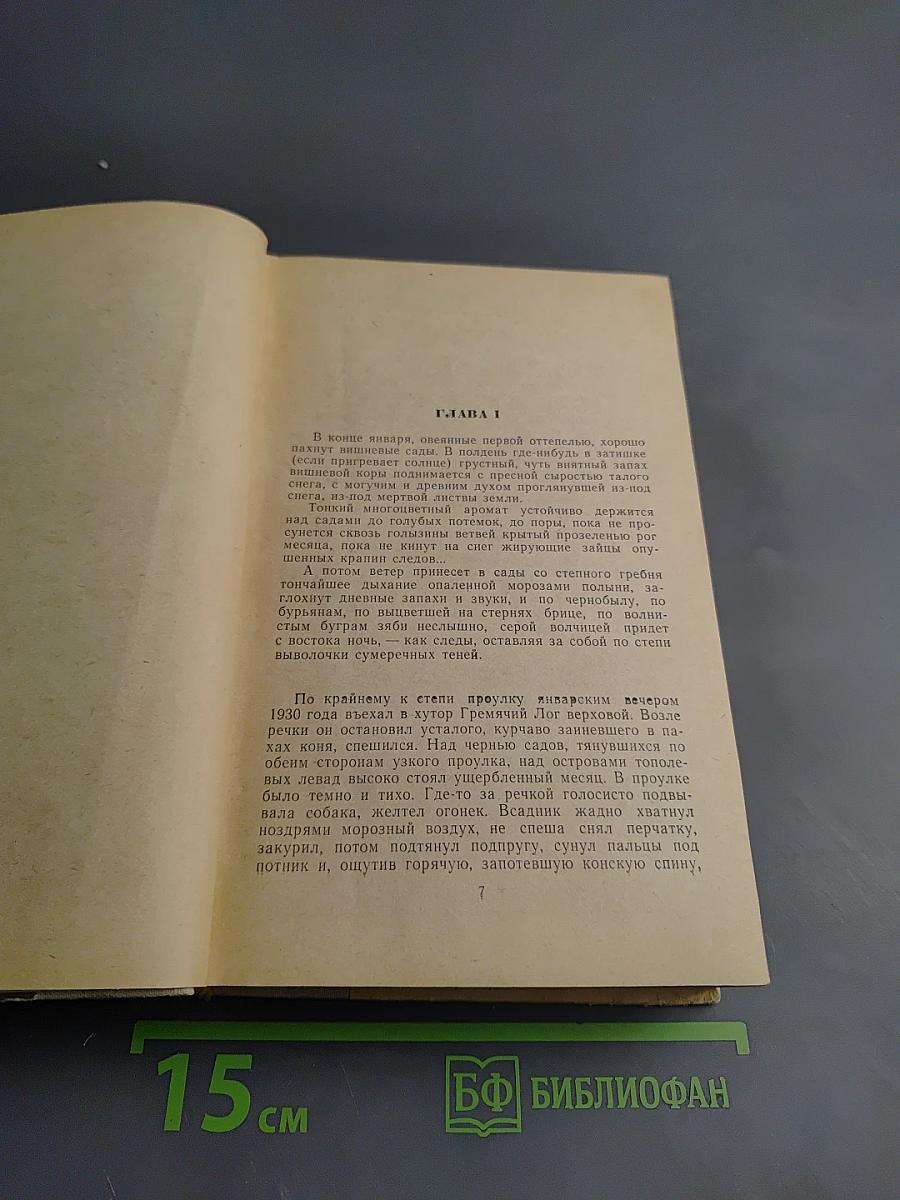 ГЛАВА I
В конце января, овеянные первой оттепелью, хорошо
пахнут вишневые сады. В полдень где-нибудь в затишке
(если пригревает солнце) грустный, чуть внятный запах
вишневой коры поднимается с пресной сыростью талого
снега, с могучим и древним духом проглянувшей из-под
снега, из-под мертвой листвы земли.
Тонкий многоцветный аромат устойчиво держится
над садами до голубых потемок, до поры, пока не про-
сунется сквозь голызины ветвей крытый прозеленью рог
месяца, пока не кинут на снег жирующие зайцы опу-
шенных крапин следов...
А потом ветер принесет в сады со степного гребня
тончайшее дыхание опаленной морозами полыни, за-
глохнут дневные запахи и звуки, и по чернобылу, по
бурьянам, по выцветшей на стернях брице, по волни-
стым буграм зяби неслышно, серой волчицей придет
с востока ночь, — как следы, оставляя за собой по степи
выволочки сумеречных теней.
По крайнему к степи проулку январским вечером
1930 года въехал в хутор Гремячий Лог верховой. Возле
речки он остановил усталого, курчаво заиневшего в па-
хах коня, спешился. Над чернью садов, тянувшихся по
обеим сторонам узкого проулка, над островами тополе-
вых левад высоко стоял ущербленный месяц. В проулке
было темно и тихо. Где-то за речкой голосисто подвы-
вала собака, желтел огонек. Всадник жадно хватнул
ноздрями морозный воздух, не спеша снял перчатку,
закурил, потом подтянул подпругу, сунул пальцы под
потник и, ощутив горячую, запотевшую конскую спину,
7
15 см
БФ БИБЛИОФАН